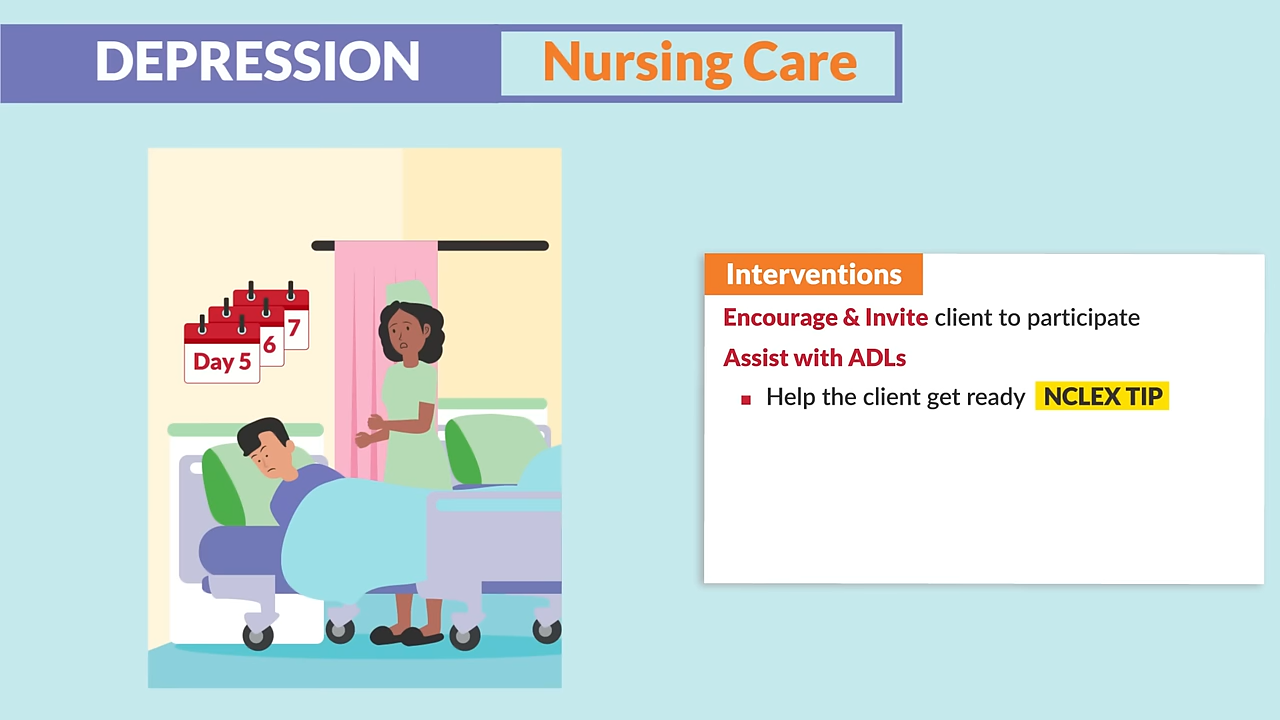 DEPRESSION Nursing Care
Day 5
6
7
Interventions
Encourage & Invite client to participate
Assist with ADLs
▪ Help the client get ready NCLEX TIP